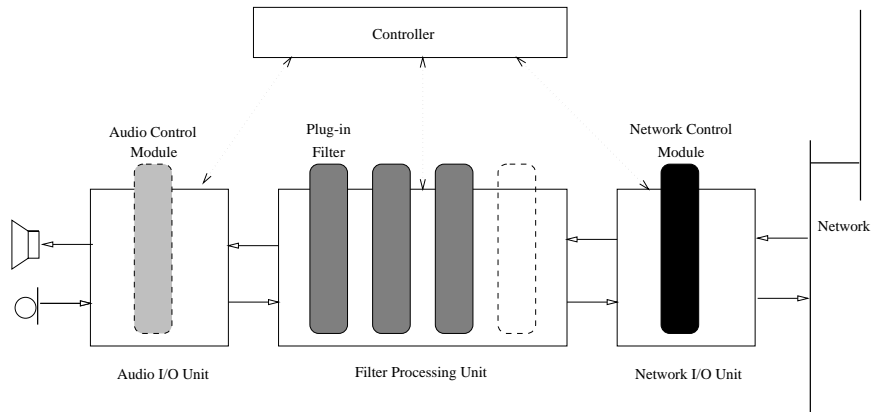 Controller
Audio Control
Module
Plug-in
Filter
Network Control
Module
Network
Audio I/O Unit
Filter Processing Unit
Network I/O Unit